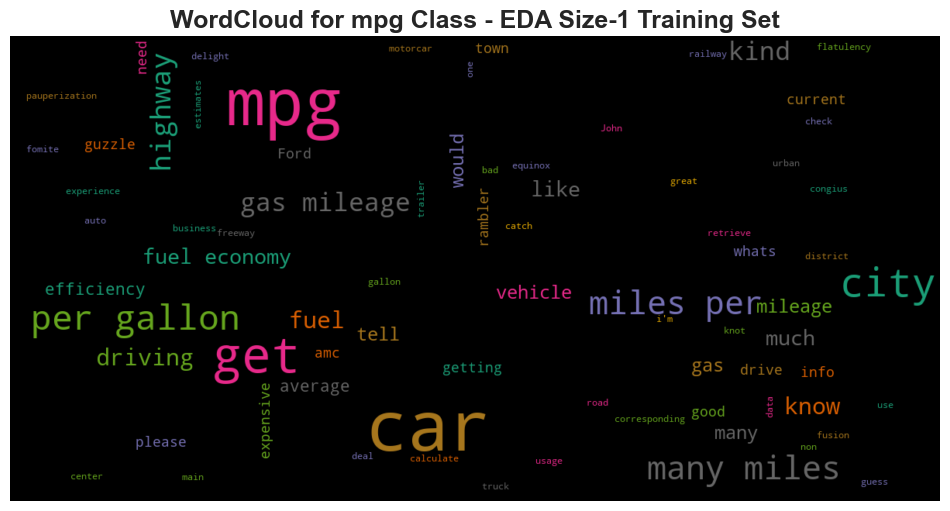 WordCloud for mpg Class - EDA Size-1 Training Set
motorcar
town
kind
flatulency
need
delight
railway
highway
one
mpg
pauperization
estimates
current
guzzle
would
John
check
fomite
Ford
bad
equinox
urban
experience
gas mileage
trailer
rambler
like
great
congius
auto
business
freeway
catch
retrieve
whats
district
fuel economy
efficiency
gallon
vehicle
miles per
mileage
city
per gallon
fuel
tell
i'm
knot
much
driving
get
amc
getting
gas
drive
info
average
expensive
car
road
corresponding
good
data
know
use
please
many
fusion
non
deal
calculate
usage
many miles
center
main
truck
guess